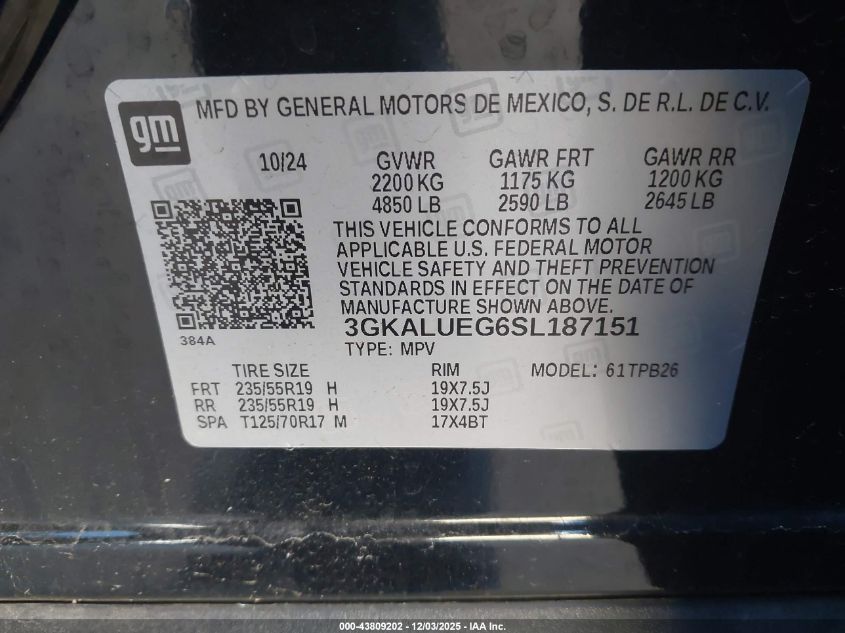 gm
MFD BY GENERAL MOTORS DE MEXICO, S. DE R.L. DE C.V.
10/24 GVWR GAWR FRT GAWR RR
2200 KG 1175 KG 1200 KG
4850 LB 2590 LB 2645 LB
THIS VEHICLE CONFORMS TO ALL
APPLICABLE U.S. FEDERAL MOTOR
VEHICLE SAFETY AND THEFT PREVENTION
STANDARDS IN EFFECT ON THE DATE OF
MANUFACTURE SHOWN ABOVE.
384A
3GKALUEG6SL187151
TYPE: MPV
TIRE SIZE RIM MODEL: 61TPB26
FRT 235/55R19 H 19X7.5J
RR 235/55R19 H 19X7.5J
SPA T125/70R17 M 17X4BT
000-43809202 - 12/03/2025 - IAA Inc.